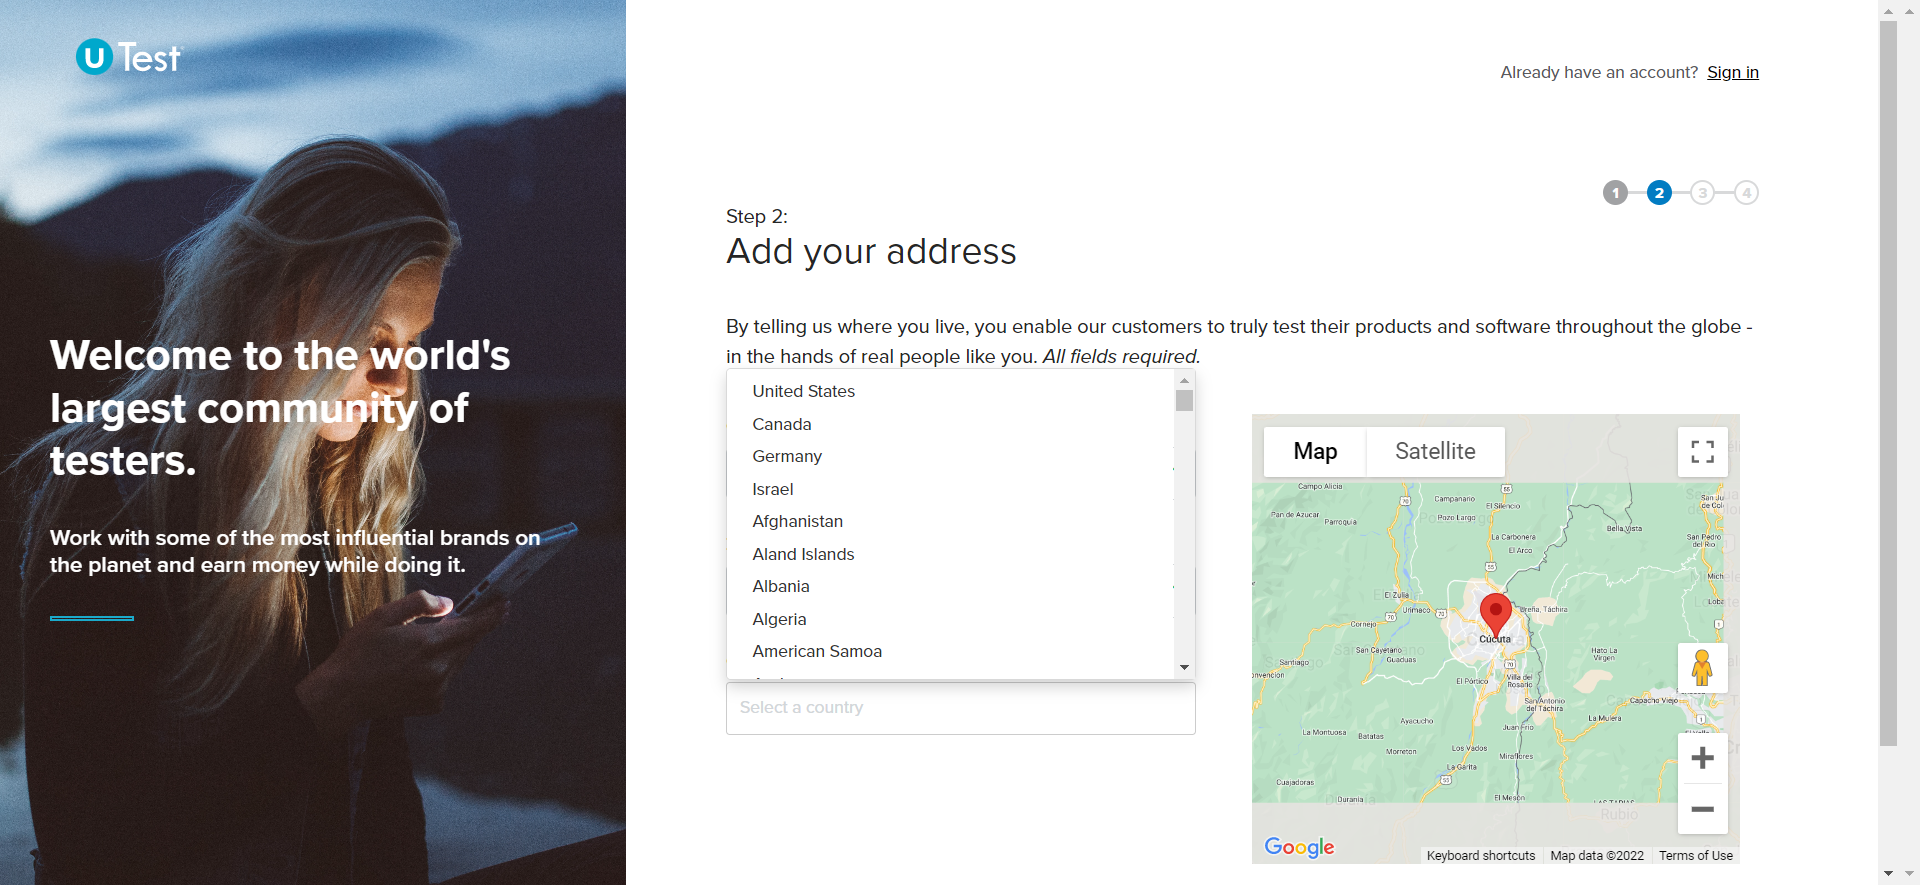 U Test
Already have an account? Sign in
1 2 3 4
Step 2:
Add your address
By telling us where you live, you enable our customers to truly test their products and software throughout the globe -
in the hands of real people like you. All fields required.
Welcome to the world's
largest community of
testers.
Work with some of the most influential brands on
the planet and earn money while doing it.
United States
Canada
Germany
Israel
Afghanistan
Aland Islands
Albania
Algeria
American Samoa
Select a country
Map
Satellite
Campo Alicia
Campanario
El Silencio
Pan de Azucar
Parroquia
Pozo Largo
Bella Vista
La Carbonera
San Pedro
del Rio
El Arco
El Zulia
Urimaco
Ureña, Táchira
Cornejo
Cúcuta
San Cayetano
Guaduas
Santiago
Hato La
Virgen
El Pórtico
Villa del
Rosario
San Antonio
del Táchira
Capacho Viejo
La Mulera
Ayacucho
Juan Frio
La Montuosa
Batatas
Morreton
Los Vados
Miraflores
La Garita
Cuajadoras
Durania
El Meson
Rubio
Google
Keyboard shortcuts
Map data ©2022
Terms of Use